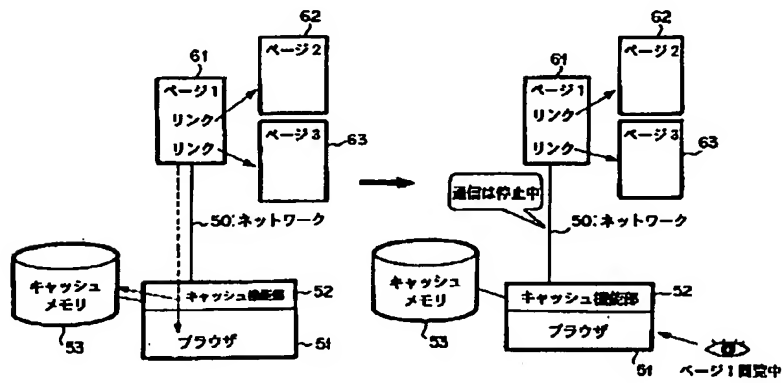 62
61
ページ2
ページ1
リンク
リンク
ページ3
63
50:ネットワーク
キャッシュ
メモリ
53
キャッシュ機能部
52
ブラウザ
51
62
61
ページ2
ページ1
リンク
リンク
ページ3
63
通信は停止中
50:ネットワーク
キャッシュ
メモリ
53
キャッシュ機能部
52
ブラウザ
51
ページ1閲覧中